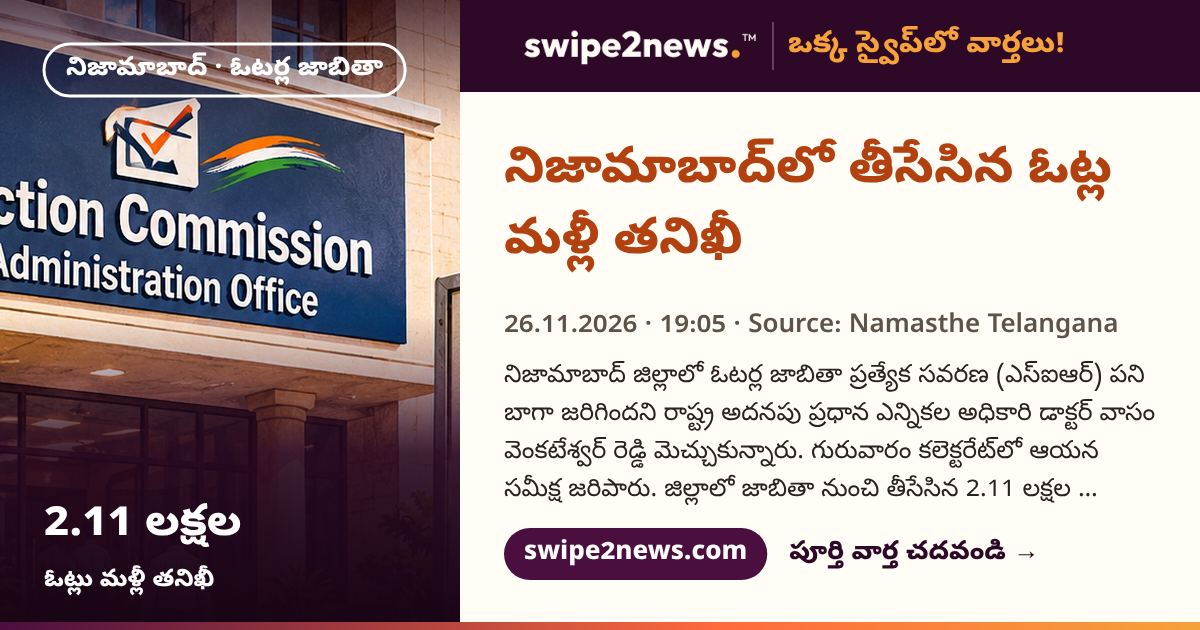 నిజామాబాద్ · ఓటర్ల జాబితా
ction Commission
Administration Office
2.11 లక్షల
ఓట్లు మళ్లీ తనిఖీ
swipe2news.™
ఒక్క స్వైప్‌లో వార్తలు!
నిజామాబాద్‌లో తీసేసిన ఓట్ల
మళ్లీ తనిఖీ
26.11.2026 · 19:05 · Source: Namasthe Telangana
నిజామాబాద్ జిల్లాలో ఓటర్ల జాబితా ప్రత్యేక సవరణ (ఎస్ఐఆర్) పని
బాగా జరిగిందని రాష్ట్ర అదనపు ప్రధాన ఎన్నికల అధికారి డాక్టర్ వాసం
వెంకటేశ్వర్ రెడ్డి మెచ్చుకున్నారు. గురువారం కలెక్టరేట్‌లో ఆయన
సమీక్ష జరిపారు. జిల్లాలో జాబితా నుంచి తీసేసిన 2.11 లక్షల ...
swipe2news.com
పూర్తి వార్త చదవండి →